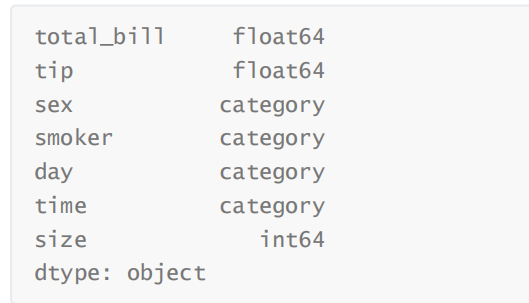 total_bill float64
tip float64
sex category
smoker category
day category
time category
size int64
dtype: object